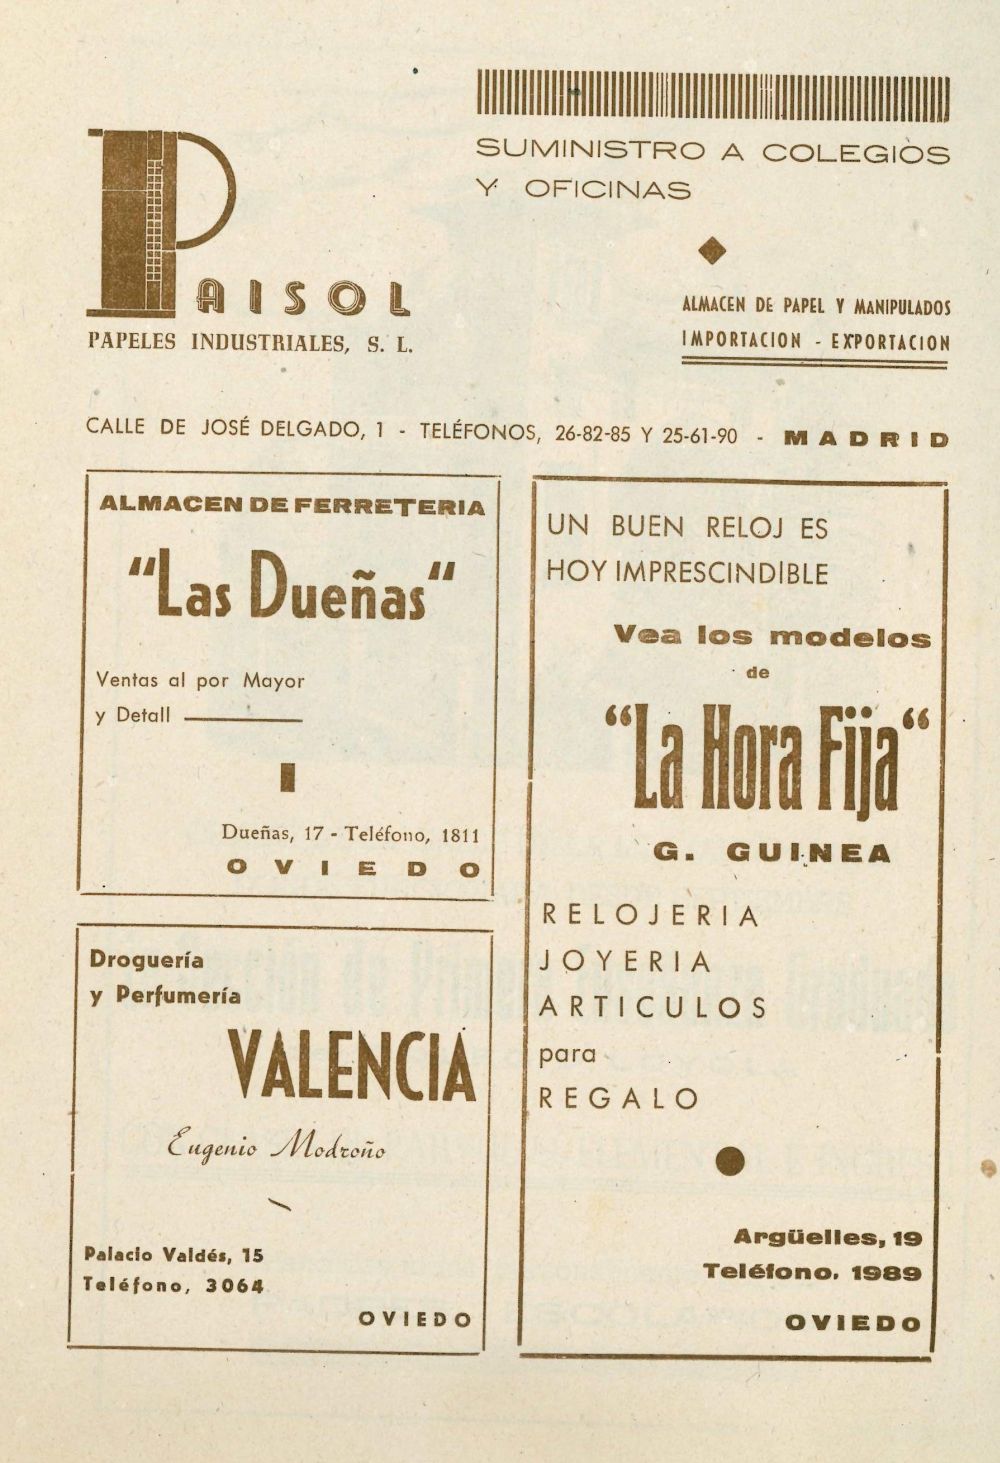 PAISOL
PAPELES INDUSTRIALES, S. L.
SUMINISTRO A COLEGIOS
Y OFICINAS
ALMACEN DE PAPEL Y MANIPULADOS
IMPORTACION - EXPORTACION
CALLE DE JOSÉ DELGADO, 1 - TELÉFONOS, 26-82-85 Y 25-61-90 - MADRID
ALMACEN DE FERRETERIA
"Las Dueñas"
Ventas al por Mayor
y Detall
Dueñas, 17 - Teléfono, 1811
OVIEDO
Droguería
y Perfumería
VALENCIA
Eugenio Modroño
Palacio Valdés, 15
Teléfono, 3064
OVIEDO
UN BUEN RELOJ ES
HOY IMPRESCINDIBLE
Vea los modelos
de
"La Hora Fija"
G. GUINEA
RELOJERIA
JOYERIA
ARTICULOS
para
REGALO
Argüelles, 19
Teléfono. 1989
OVIEDO